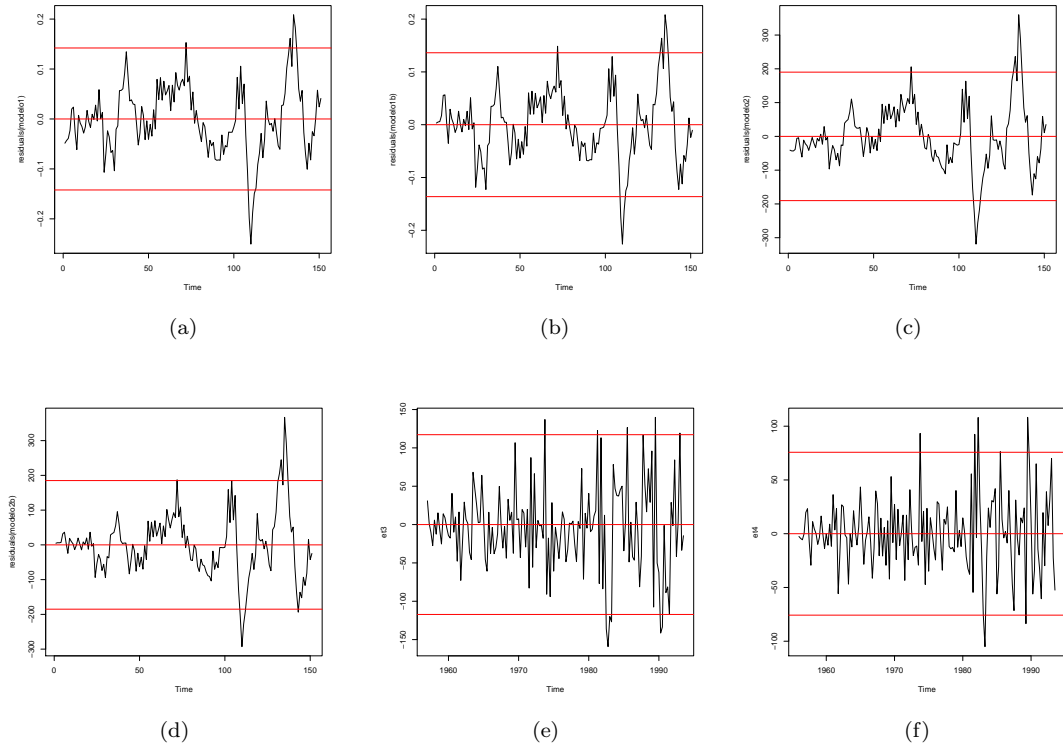 residuals(modelo1)
0.2
0.1
0.0
−0.1
−0.2
0 50 100 150
Time
(a)
residuals(modelo1b)
0.2
0.1
0.0
−0.1
−0.2
0 50 100 150
Time
(b)
residuals(modelo2)
300
200
100
0
−100
−200
−300
0 50 100 150
Time
(c)
residuals(modelo2b)
300
200
100
0
−100
−200
−300
0 50 100 150
Time
(d)
et3
150
100
50
0
−50
−100
−150
1960 1970 1980 1990
Time
(e)
et4
100
50
0
−50
−100
1960 1970 1980 1990
Time
(f)